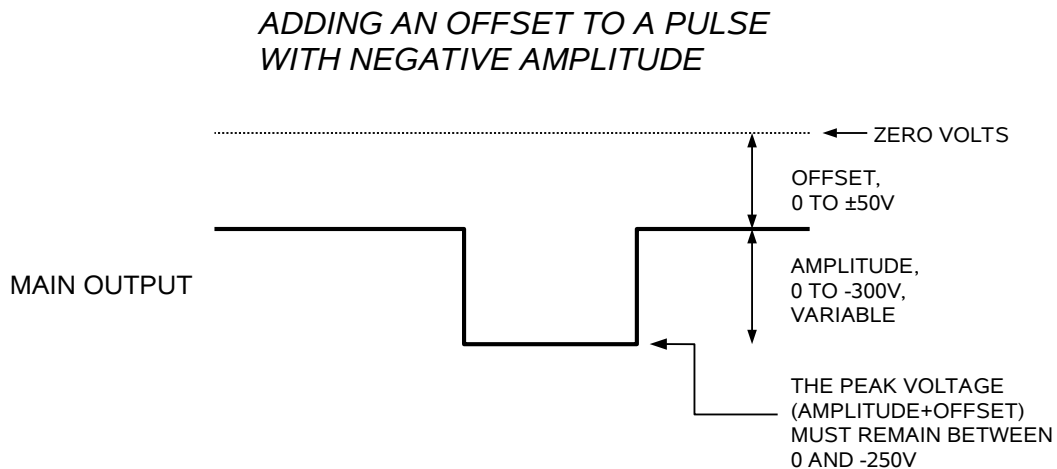 ADDING AN OFFSET TO A PULSE
WITH NEGATIVE AMPLITUDE
ZERO VOLTS
OFFSET,
0 TO ±50V
MAIN OUTPUT
AMPLITUDE,
0 TO -300V,
VARIABLE
THE PEAK VOLTAGE
(AMPLITUDE+OFFSET)
MUST REMAIN BETWEEN
0 AND -250V